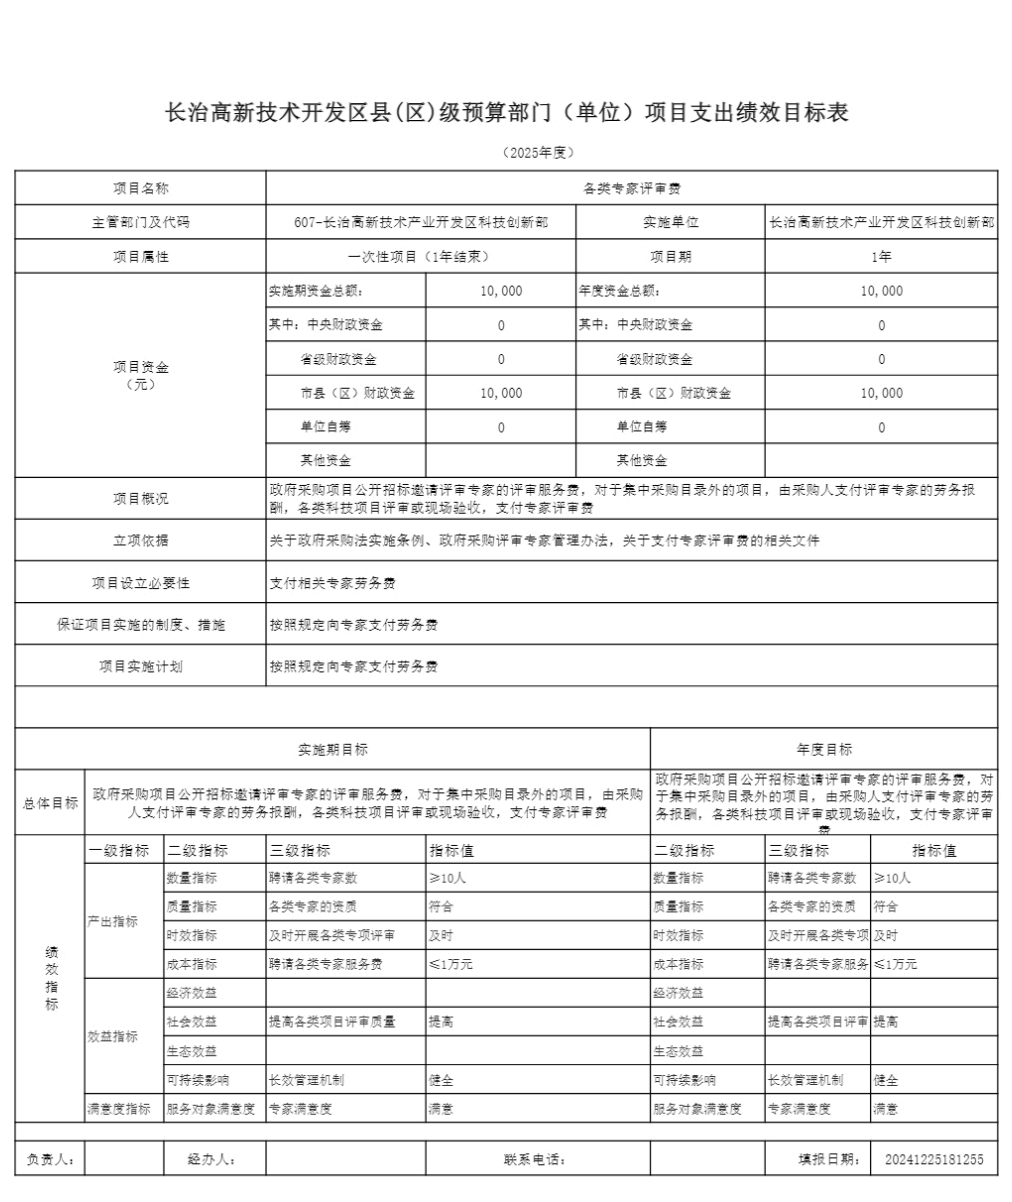 长治高新技术开发区县(区)级预算部门（单位）项目支出绩效目标表
（2025年度）
项目名称 各类专家评审费
主管部门及代码 607-长治高新技术产业开发区科技创新部 实施单位 长治高新技术产业开发区科技创新部
项目属性 一次性项目（1年结束） 项目期 1年
项目资金
（元）
实施期资金总额： 10,000 年度资金总额： 10,000
其中：中央财政资金 0 其中：中央财政资金 0
省级财政资金 0 省级财政资金 0
市县（区）财政资金 10,000 市县（区）财政资金 10,000
单位自筹 0 单位自筹 0
其他资金 其他资金
项目概况
政府采购项目公开招标邀请评审专家的评审服务费，对于集中采购目录外的项目，由采购人支付评审专家的劳务报
酬，各类科技项目评审或现场验收，支付专家评审费
立项依据 关于政府采购法实施条例、政府采购评审专家管理办法，关于支付专家评审费的相关文件
项目设立必要性 支付相关专家劳务费
保证项目实施的制度、措施 按照规定向专家支付劳务费
项目实施计划 按照规定向专家支付劳务费
实施期目标 年度目标
总体目标
政府采购项目公开招标邀请评审专家的评审服务费，对于集中采购目录外的项目，由采购
人支付评审专家的劳务报酬，各类科技项目评审或现场验收，支付专家评审费
政府采购项目公开招标邀请评审专家的评审服务费，对
于集中采购目录外的项目，由采购人支付评审专家的劳
务报酬，各类科技项目评审或现场验收，支付专家评审
费
绩
效
指
标
一级指标 二级指标 三级指标 指标值 二级指标 三级指标 指标值
产出指标
数量指标 聘请各类专家数 ≥10人 数量指标 聘请各类专家数 ≥10人
质量指标 各类专家的资质 符合 质量指标 各类专家的资质 符合
时效指标 及时开展各类专项评审 及时 时效指标 及时开展各类专项 及时
成本指标 聘请各类专家服务费 ≤1万元 成本指标 聘请各类专家服务 ≤1万元
效益指标
经济效益 经济效益
社会效益 提高各类项目评审质量 提高 社会效益 提高各类项目评审 提高
生态效益 生态效益
可持续影响 长效管理机制 健全 可持续影响 长效管理机制 健全
满意度指标 服务对象满意度 专家满意度 满意 服务对象满意度 专家满意度 满意
负责人： 经办人： 联系电话： 填报日期： 20241225181255